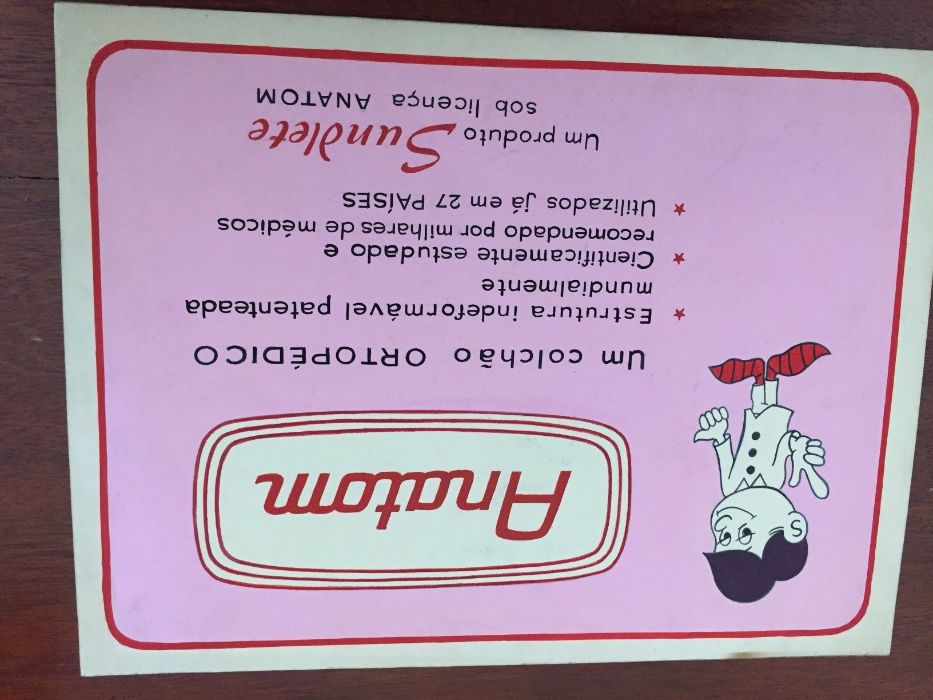 Anatom
Um colchão ORTOPÉDICO
★ Estrutura indeformável patenteada
mundialmente
★ Cientificamente estudado e
recomendado por milhares de médicos
★ Utilizados já em 27 PAÍSES
Um produto Sundlete
sob licença ANATOM